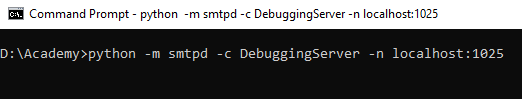 Command Prompt - python  -m smtpd -c DebuggingServer -n localhost:1025
D:\Academy>python -m smtpd -c DebuggingServer -n localhost:1025